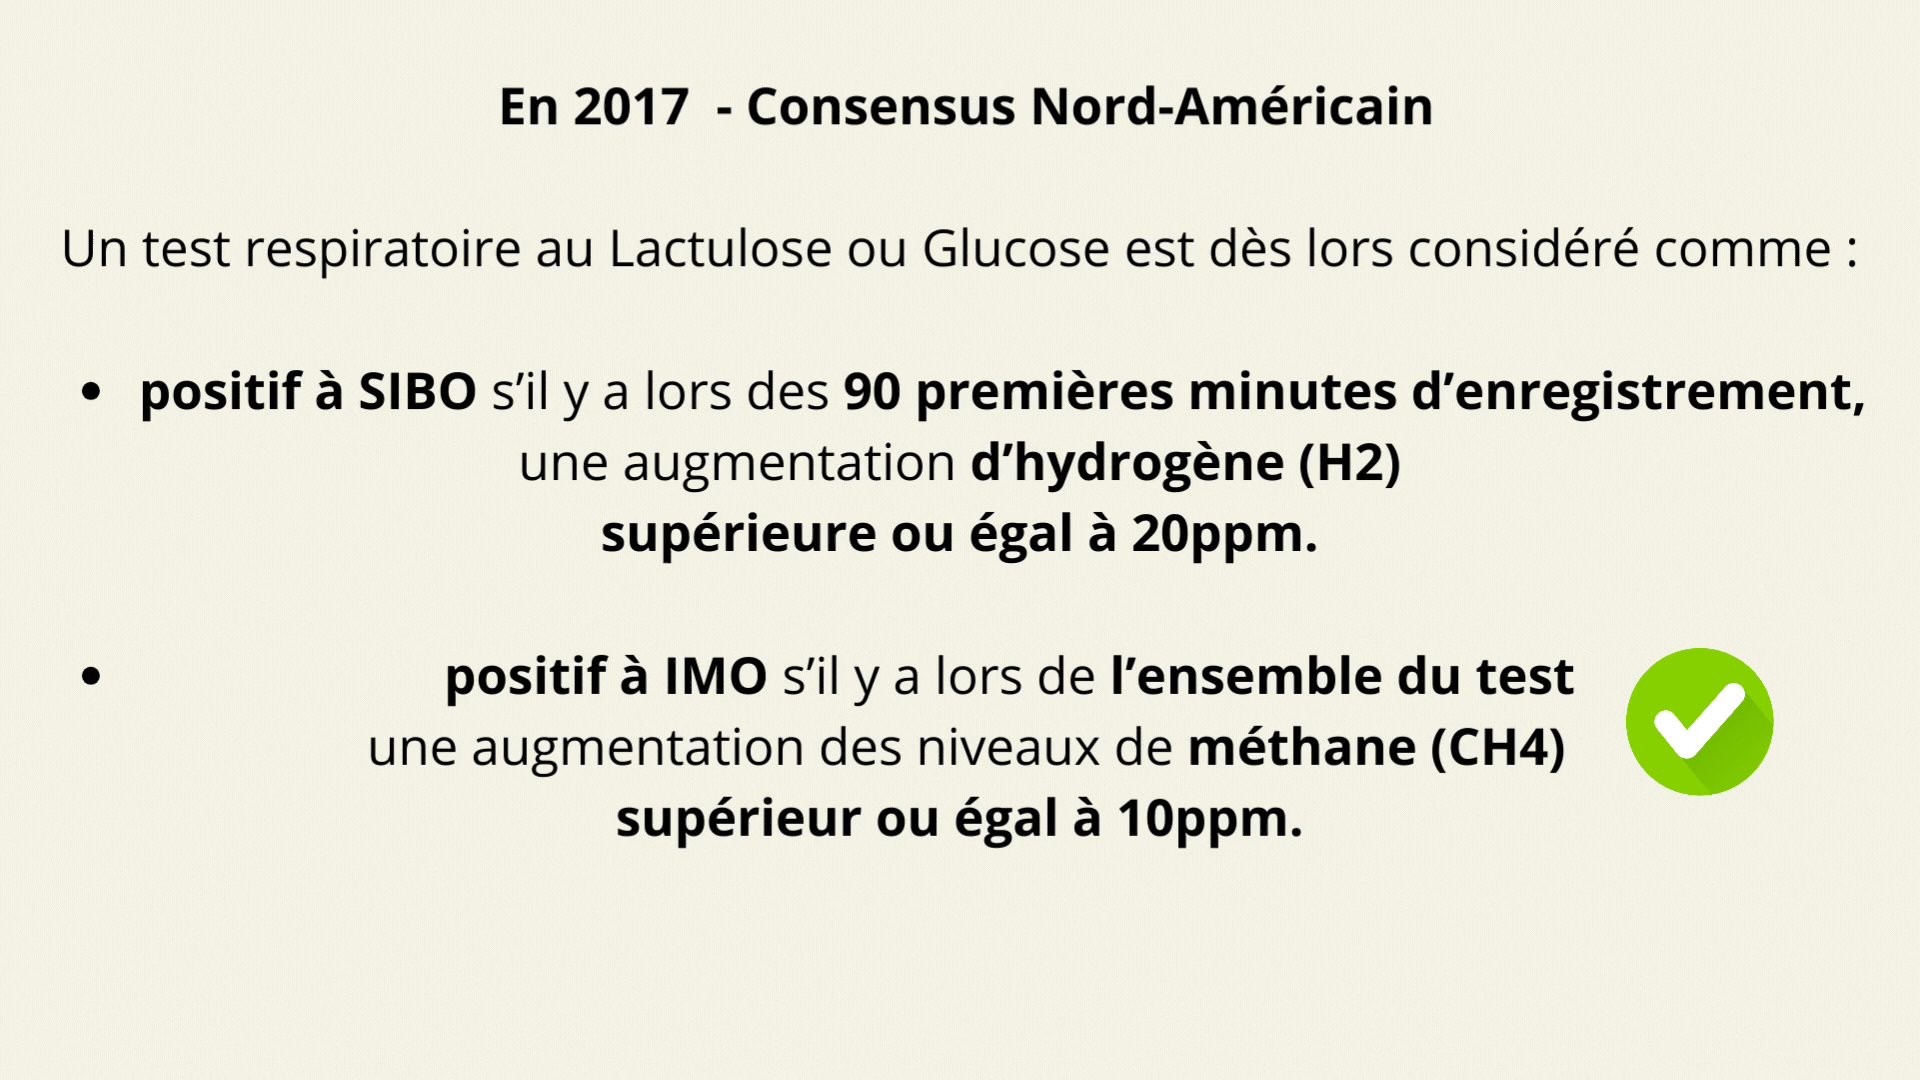 En 2017 - Consensus Nord-Américain
Un test respiratoire au Lactulose ou Glucose est dès lors considéré comme :
• positif à SIBO s’il y a lors des 90 premières minutes d’enregistrement,
une augmentation d’hydrogène (H2)
supérieure ou égal à 20ppm.
• positif à IMO s’il y a lors de l’ensemble du test
une augmentation des niveaux de méthane (CH4)
supérieur ou égal à 10ppm.